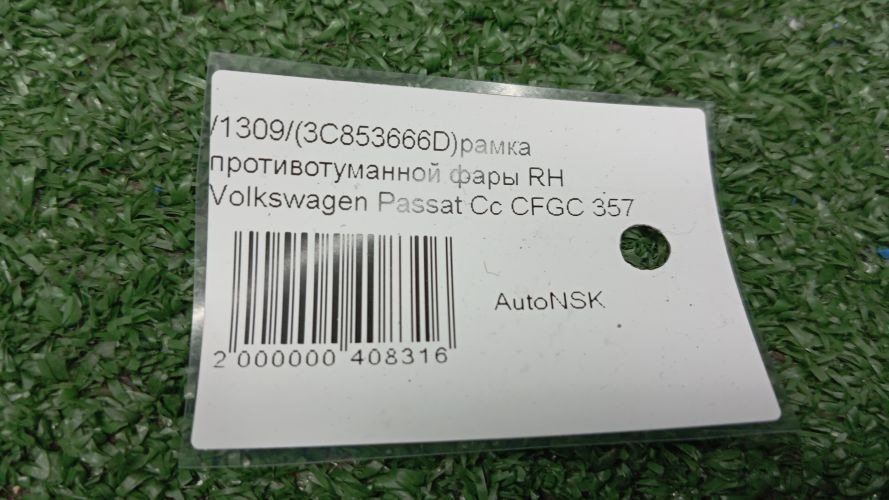 /1309/(3C853666D)рамка
противотуманной фары RH
Volkswagen Passat Cc CFGC 357
AutoNSK
2 000000 408316